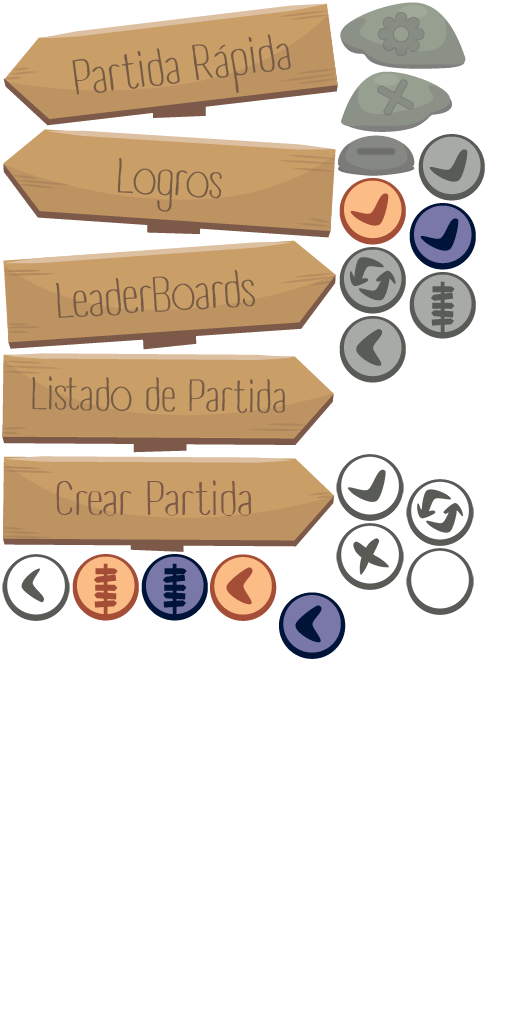 Partida Rápida
Logros
LeaderBoards
Listado de Partida
Crear Partida